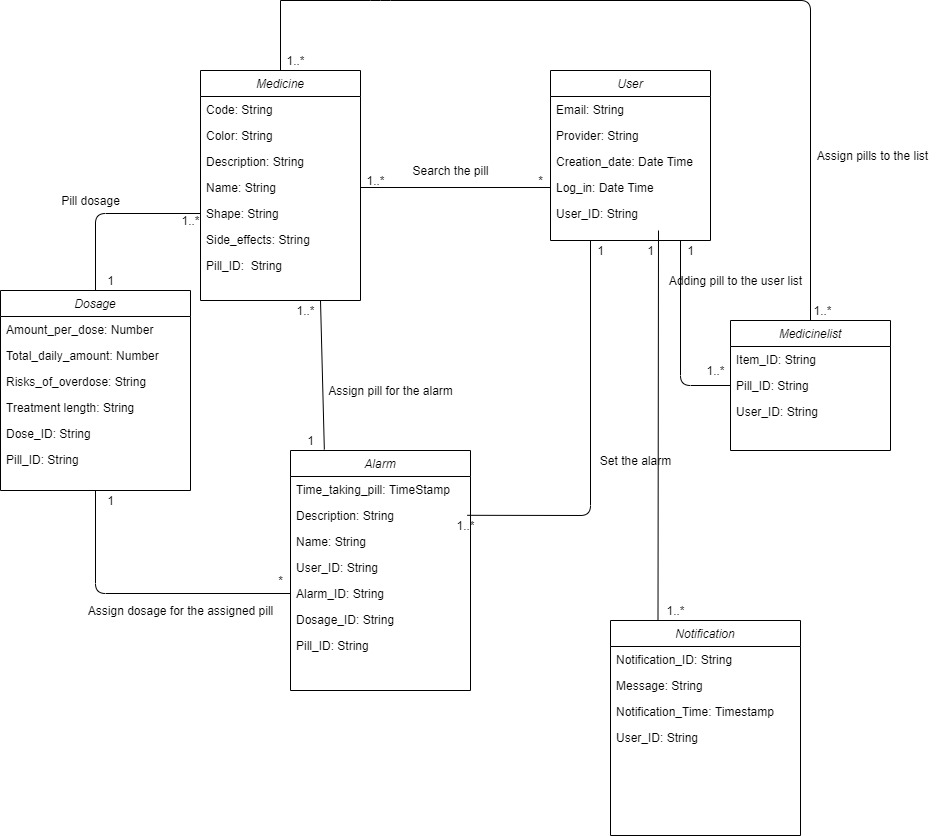 1..*
Medicine
Code: String
Color: String
Description: String
Name: String
Shape: String
Side_effects: String
Pill_ID: String
User
Email: String
Provider: String
Creation_date: Date Time
Log_in: Date Time
User_ID: String
Assign pills to the list
Search the pill
1..*
*
Pill dosage
1..*
1
Dosage
Amount_per_dose: Number
Total_daily_amount: Number
Risks_of_overdose: String
Treatment length: String
Dose_ID: String
Pill_ID: String
1
1
1
Adding pill to the user list
1..*
1..*
Medicinelist
Item_ID: String
Pill_ID: String
User_ID: String
1..*
Assign pill for the alarm
1
Alarm
Time_taking_pill: TimeStamp
Description: String
Name: String
User_ID: String
Alarm_ID: String
Dosage_ID: String
Pill_ID: String
Set the alarm
1..*
1
*
Assign dosage for the assigned pill
1..*
Notification
Notification_ID: String
Message: String
Notification_Time: Timestamp
User_ID: String